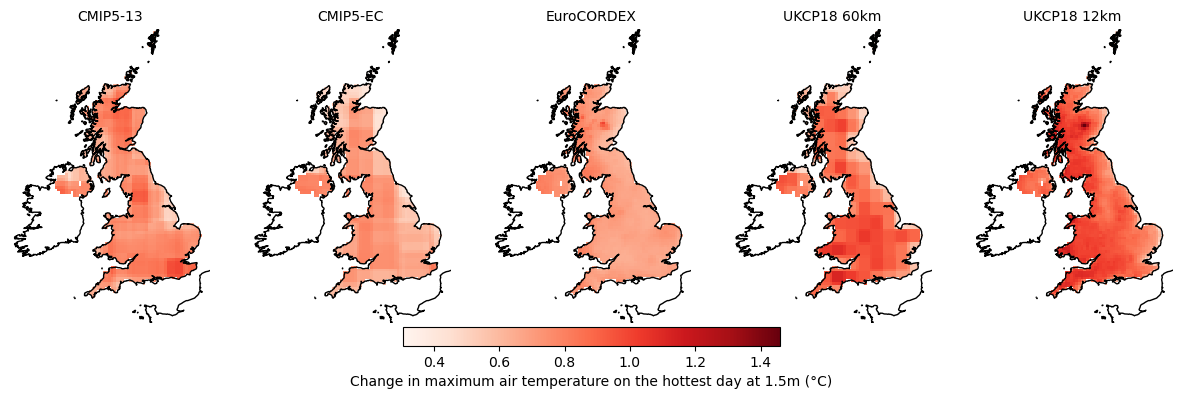 CMIP5-13
CMIP5-EC
EuroCORDEX
UKCP18 60km
UKCP18 12km
0.4
0.6
0.8
1.0
1.2
1.4
Change in maximum air temperature on the hottest day at 1.5m (°C)